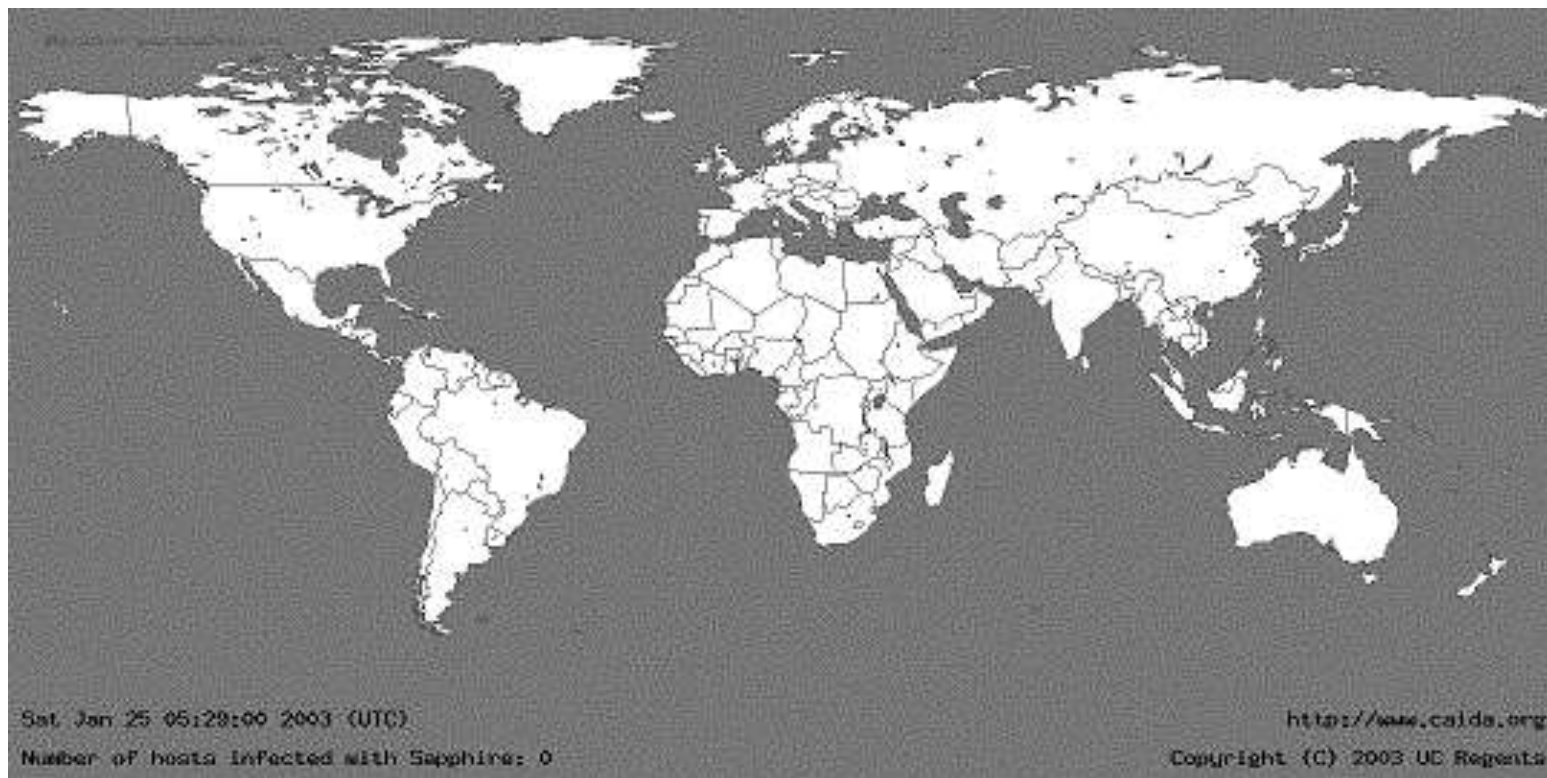 Sat Jan 25 05:29:00 2003 (UTC)
http://www.caida.org
Number of hosts infected with Sapphire: 0
Copyright (C) 2003 UC Regents